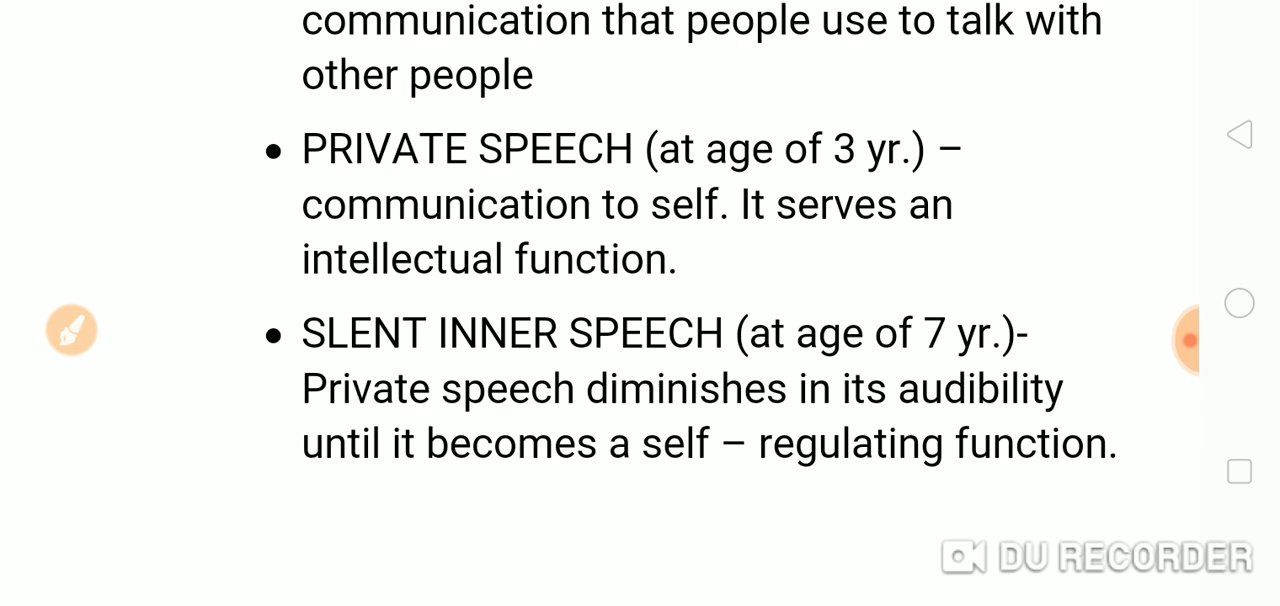 communication that people use to talk with
other people
• PRIVATE SPEECH (at age of 3 yr.) –
communication to self. It serves an
intellectual function.
• SLENT INNER SPEECH (at age of 7 yr.)-
Private speech diminishes in its audibility
until it becomes a self – regulating function.
DU RECORDER